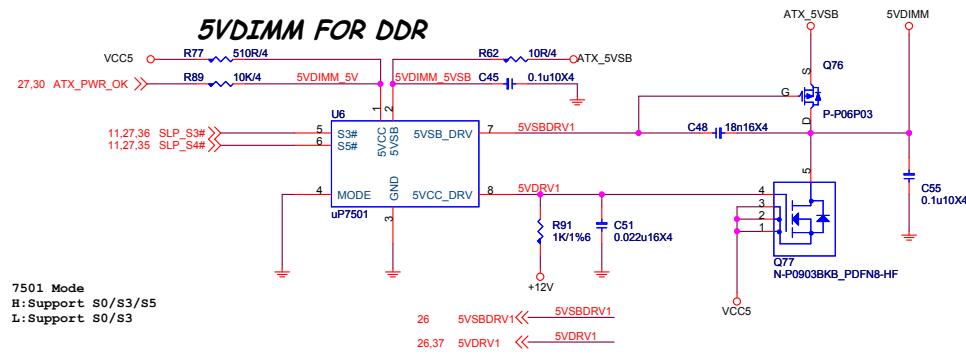 5VDIMM FOR DDR
ATX_5VSB
5VDIMM
VCC5
R77
510R/4
R62
10R/4
ATX_5VSB
27,30 ATX_PWR_OK
R89
10K/4
5VDIMM_5V
5VDIMM_5VSB
C45
0.1u10X4
S
Q76
G
P-P06P03
D
1
2
U6
11,27,36 SLP_S3#
5
S3#
5VCC
5VSB
5VSB_DRV
7
5VSBDRV1
C48
18n16X4
11,27,35 SLP_S4#
6
S5#
4
MODE
GND
5VCC_DRV
8
5VDRV1
uP7501
3
5
4
3
2
1
C55
0.1u10X4
R91
1K/1%6
C51
0.022u16X4
Q77
N-P0903BKB_PDFN8-HF
+12V
VCC5
7501 Mode
H:Support S0/S3/S5
L:Support S0/S3
26 5VSBDRV1
5VSBDRV1
26,37 5VDRV1
5VDRV1